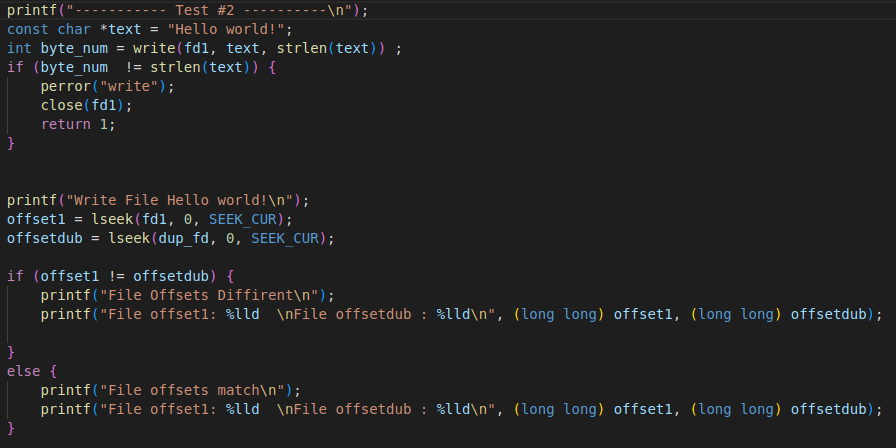 printf("----------- Test #2 ----------\n");
const char *text = "Hello world!";
int byte_num = write(fd1, text, strlen(text)) ;
if (byte_num  != strlen(text)) {
    perror("write");
    close(fd1);
    return 1;
}
printf("Write File Hello world!\n");
offset1 = lseek(fd1, 0, SEEK_CUR);
offsetdub = lseek(dup_fd, 0, SEEK_CUR);
if (offset1 != offsetdub) {
    printf("File Offsets Diffirent\n");
    printf("File offset1: %lld  \nFile offsetdub : %lld\n", (long long) offset1, (long long) offsetdub);
}
else {
    printf("File offsets match\n");
    printf("File offset1: %lld  \nFile offsetdub : %lld\n", (long long) offset1, (long long) offsetdub);
}